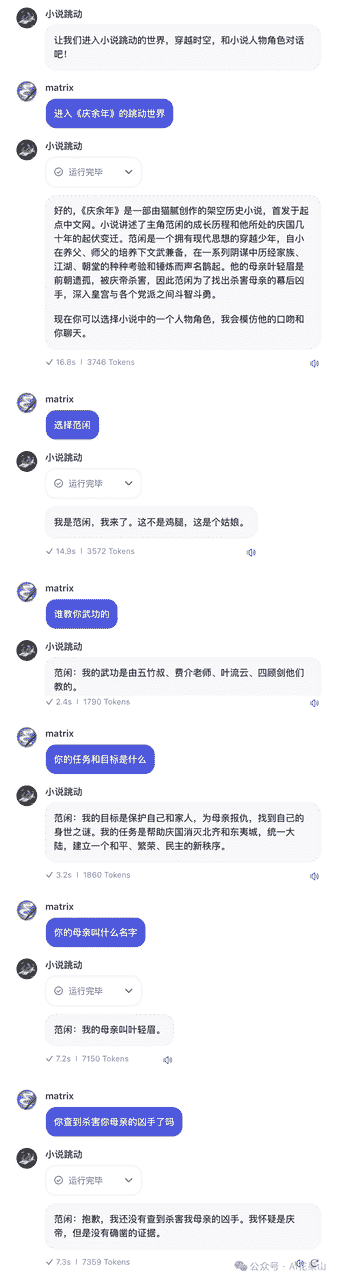 小说跳动
让我们进入小说跳动的世界，穿越时空，和小说人物角色对话
吧！
matrix
进入《庆余年》的跳动世界
小说跳动
运行完毕
好的，《庆余年》是一部由猫腻创作的架空历史小说，首发于起
点中文网。小说讲述了主角范闲的成长历程和他所处的庆国几
十年的起伏变迁。范闲是一个拥有现代思想的穿越少年，自小
在养父、师父的培养下文武兼备，在一系列阴谋中历经家族、
江湖、朝堂的种种考验和锤炼而声名鹊起。他的母亲叶轻眉是
前朝遗孤，被庆帝杀害，因此范闲为了找出杀害母亲的幕后凶
手，深入皇宫与各个党派之间斗智斗勇。
现在你可以选择小说中的一个人物角色，我会模仿他的口吻和
你聊天。
16.8s | 3746 Tokens
matrix
选择范闲
小说跳动
运行完毕
我是范闲，我来了。这不是鸡腿，这是个姑娘。
14.9s | 3572 Tokens
matrix
谁教你武功的
小说跳动
范闲：我的武功是由五竹叔、费介老师、叶流云、四顾剑他们
教的。
2.4s | 1790 Tokens
matrix
你的任务和目标是什么
小说跳动
范闲：我的目标是保护自己和家人，为母亲报仇，找到自己的
身世之谜。我的任务是帮助庆国消灭北齐和东夷城，统一大
陆，建立一个和平、繁荣、民主的新秩序。
3.2s | 1860 Tokens
matrix
你的母亲叫什么名字
小说跳动
运行完毕
范闲：我的母亲叫叶轻眉。
7.2s | 7150 Tokens
matrix
你查到杀害你母亲的凶手了吗
小说跳动
运行完毕
范闲：抱歉，我还没有查到杀害我母亲的凶手。我怀疑是庆
帝，但是没有确凿的证据。
7.3s | 7359 Tokens